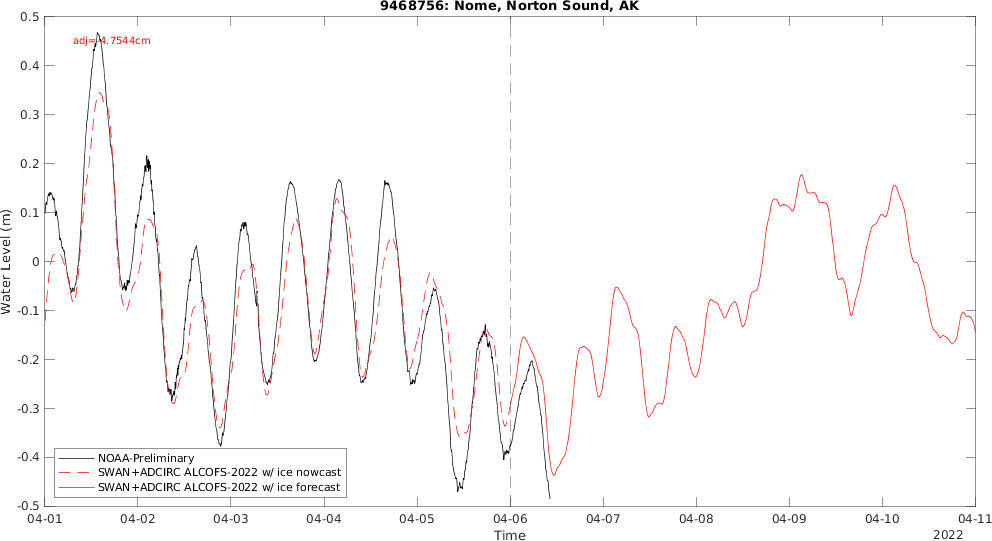 9468756: Nome, Norton Sound, AK
adj=-4.7544cm
Water Level (m)
0.5
0.4
0.3
0.2
0.1
0
-0.1
-0.2
-0.3
-0.4
-0.5
NOAA-Preliminary
SWAN+ADCIRC ALCOFS-2022 w/ ice nowcast
SWAN+ADCIRC ALCOFS-2022 w/ ice forecast
04-01 04-02 04-03 04-04 04-05 04-06 04-07 04-08 04-09 04-10 04-11
Time
2022